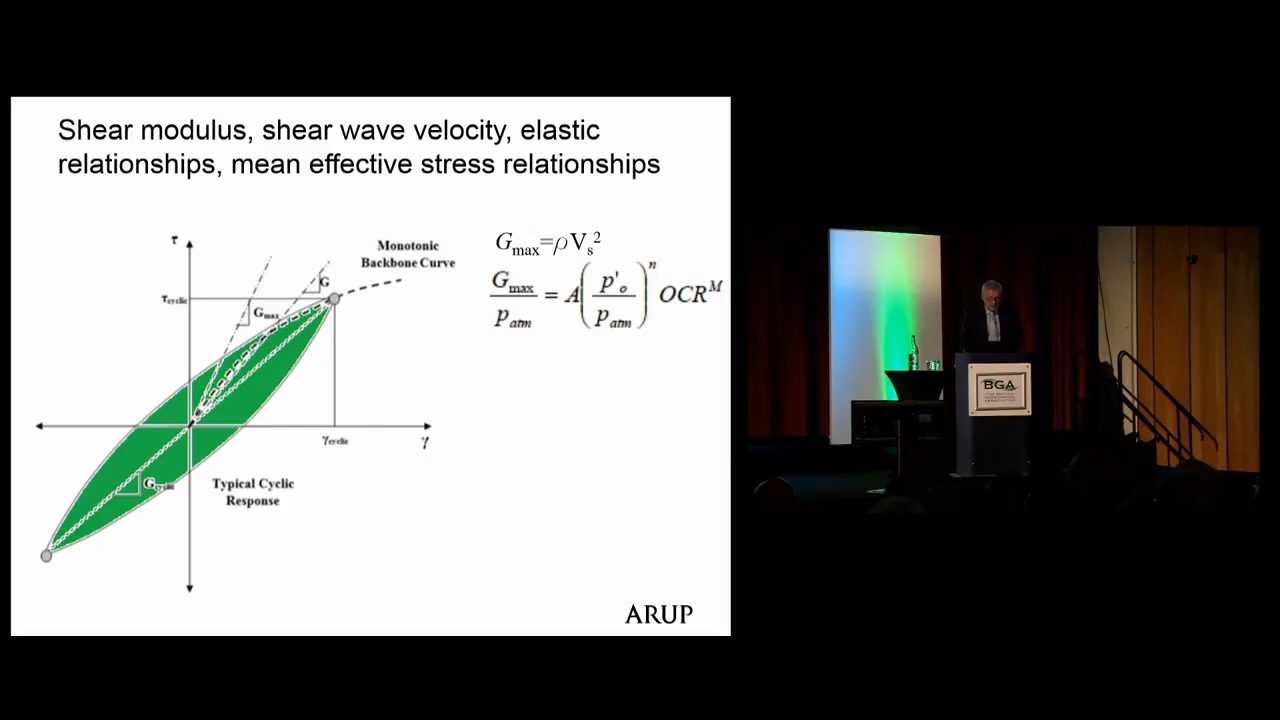 Shear modulus, shear wave velocity, elastic
relationships, mean effective stress relationships
τ
Monotonic
Backbone Curve
G
τcyclic
Gmax
γcyclic
γ
Gcyclic
Typical Cyclic
Response
Gmax=ρVs²
Gmax/patm = A(p'o/patm)ⁿ OCRᴹ
ARUP
BGA